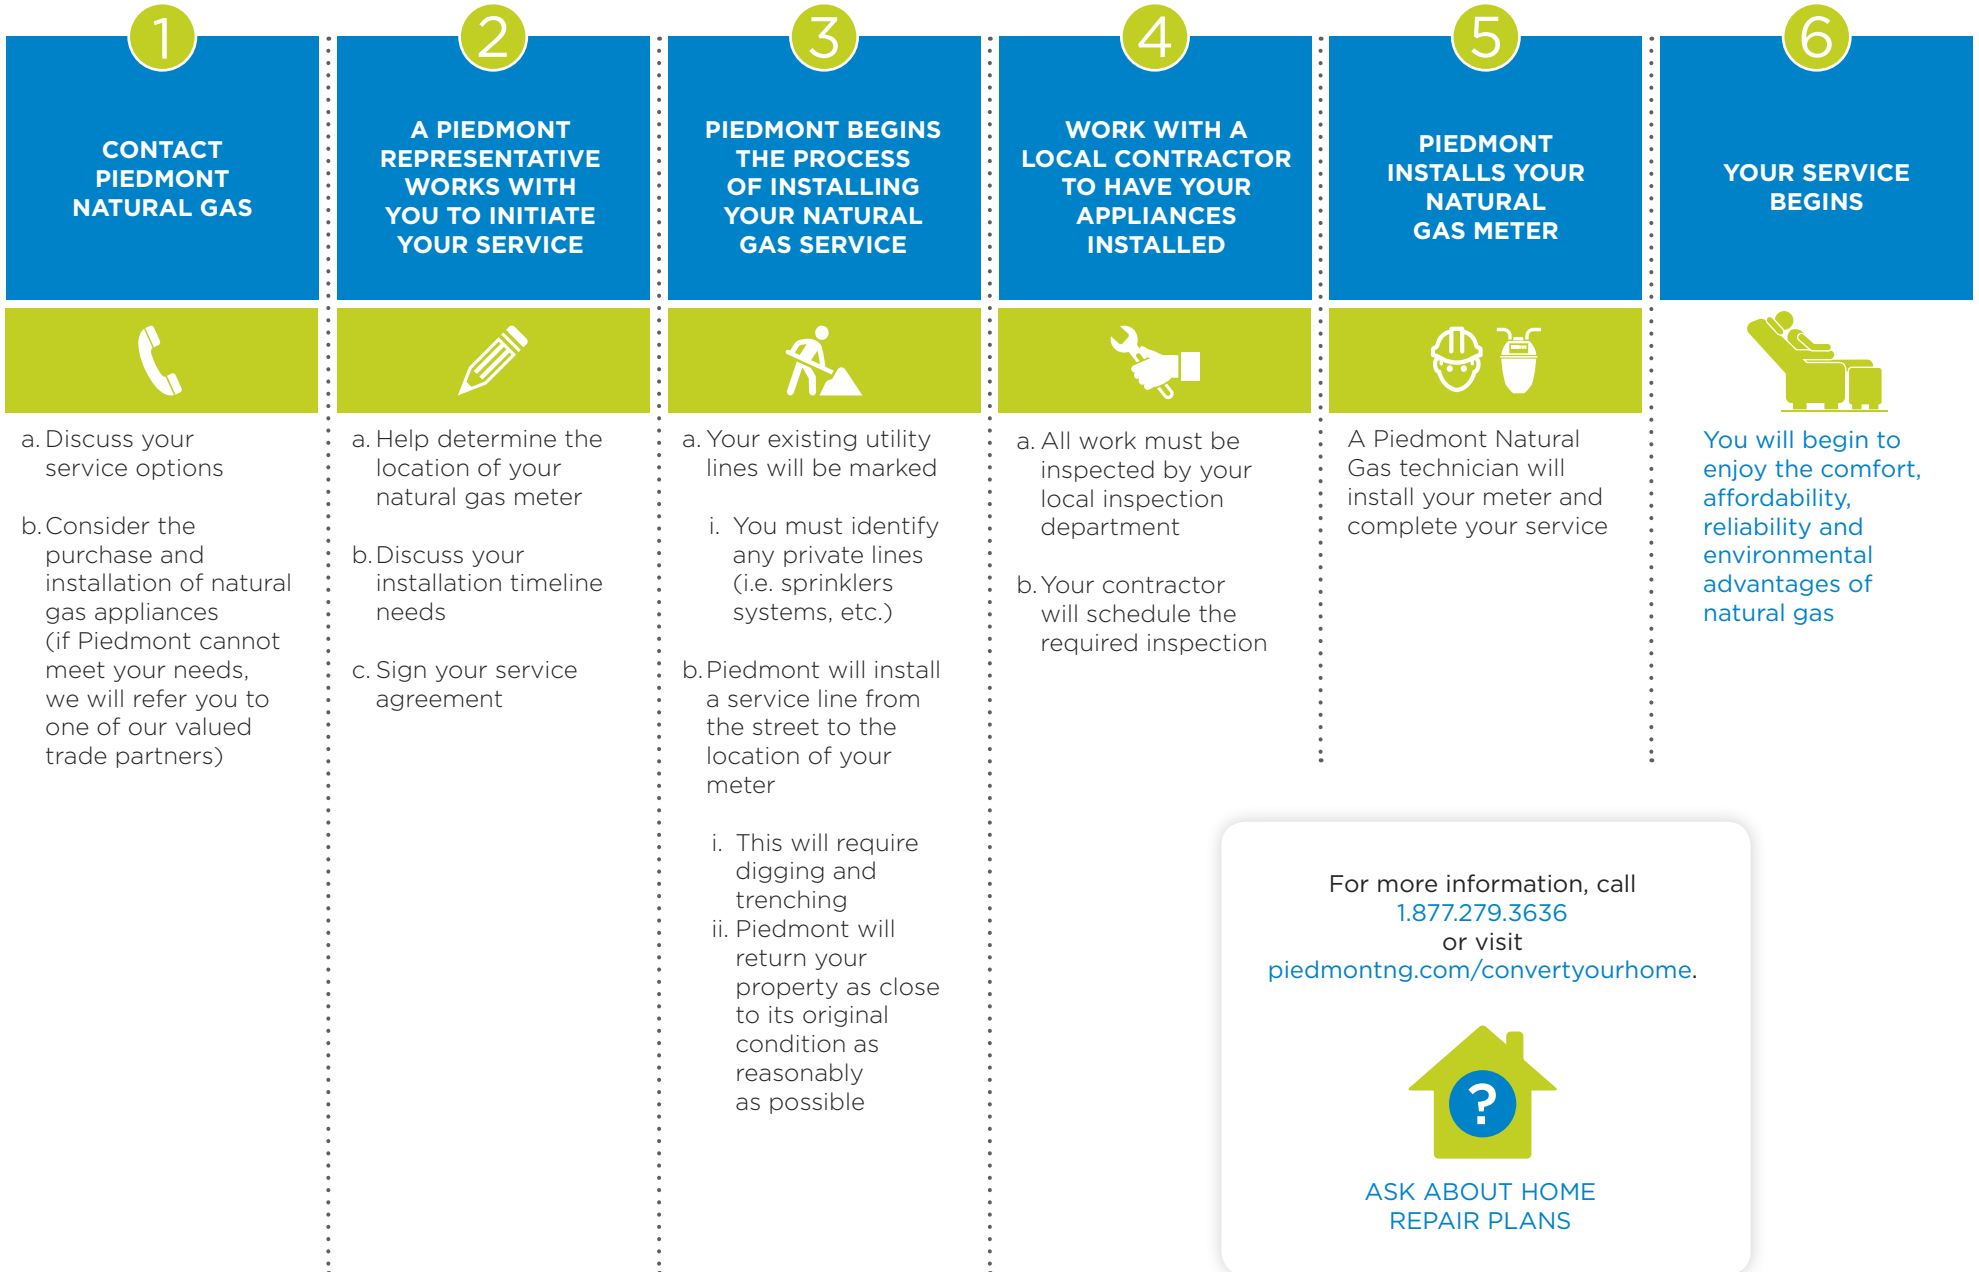 1
CONTACT
PIEDMONT
NATURAL GAS
a. Discuss your
service options
b. Consider the
purchase and
installation of natural
gas appliances
(if Piedmont cannot
meet your needs,
we will refer you to
one of our valued
trade partners)
2
A PIEDMONT
REPRESENTATIVE
WORKS WITH
YOU TO INITIATE
YOUR SERVICE
a. Help determine the
location of your
natural gas meter
b. Discuss your
installation timeline
needs
c. Sign your service
agreement
3
PIEDMONT BEGINS
THE PROCESS
OF INSTALLING
YOUR NATURAL
GAS SERVICE
a. Your existing utility
lines will be marked
i. You must identify
any private lines
(i.e. sprinklers
systems, etc.)
b. Piedmont will install
a service line from
the street to the
location of your
meter
i. This will require
digging and
trenching
ii. Piedmont will
return your
property as close
to its original
condition as
reasonably
as possible
4
WORK WITH A
LOCAL CONTRACTOR
TO HAVE YOUR
APPLIANCES
INSTALLED
a. All work must be
inspected by your
local inspection
department
b. Your contractor
will schedule the
required inspection
5
PIEDMONT
INSTALLS YOUR
NATURAL
GAS METER
A Piedmont Natural
Gas technician will
install your meter and
complete your service
6
YOUR SERVICE
BEGINS
You will begin to
enjoy the comfort,
affordability,
reliability and
environmental
advantages of
natural gas
For more information, call
1.877.279.3636
or visit
piedmontng.com/convertyourhome.
?
ASK ABOUT HOME
REPAIR PLANS